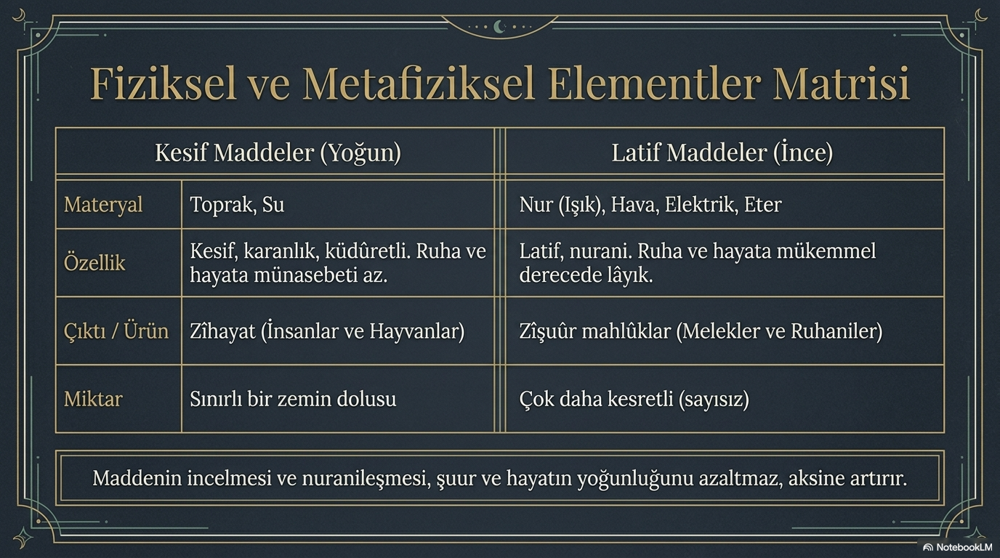 Fiziksel ve Metafiziksel Elementler Matrisi
Kesif Maddeler (Yoğun)
Latif Maddeler (İnce)
Materyal
Toprak, Su
Nur (Işık), Hava, Elektrik, Eter
Özellik
Kesif, karanlık, küdûretli. Ruha ve
hayata münasebeti az.
Latif, nurani. Ruha ve hayata mükemmel
derecede lâyık.
Çıktı / Ürün
Zîhayat (İnsanlar ve Hayvanlar)
Zîşuûr mahlûklar (Melekler ve Ruhaniler)
Miktar
Sınırlı bir zemin dolusu
Çok daha kesretli (sayısız)
Maddenin incelmesi ve nuranileşmesi, şuur ve hayatın yoğunluğunu azaltmaz, aksine artırır.
NotebookLM